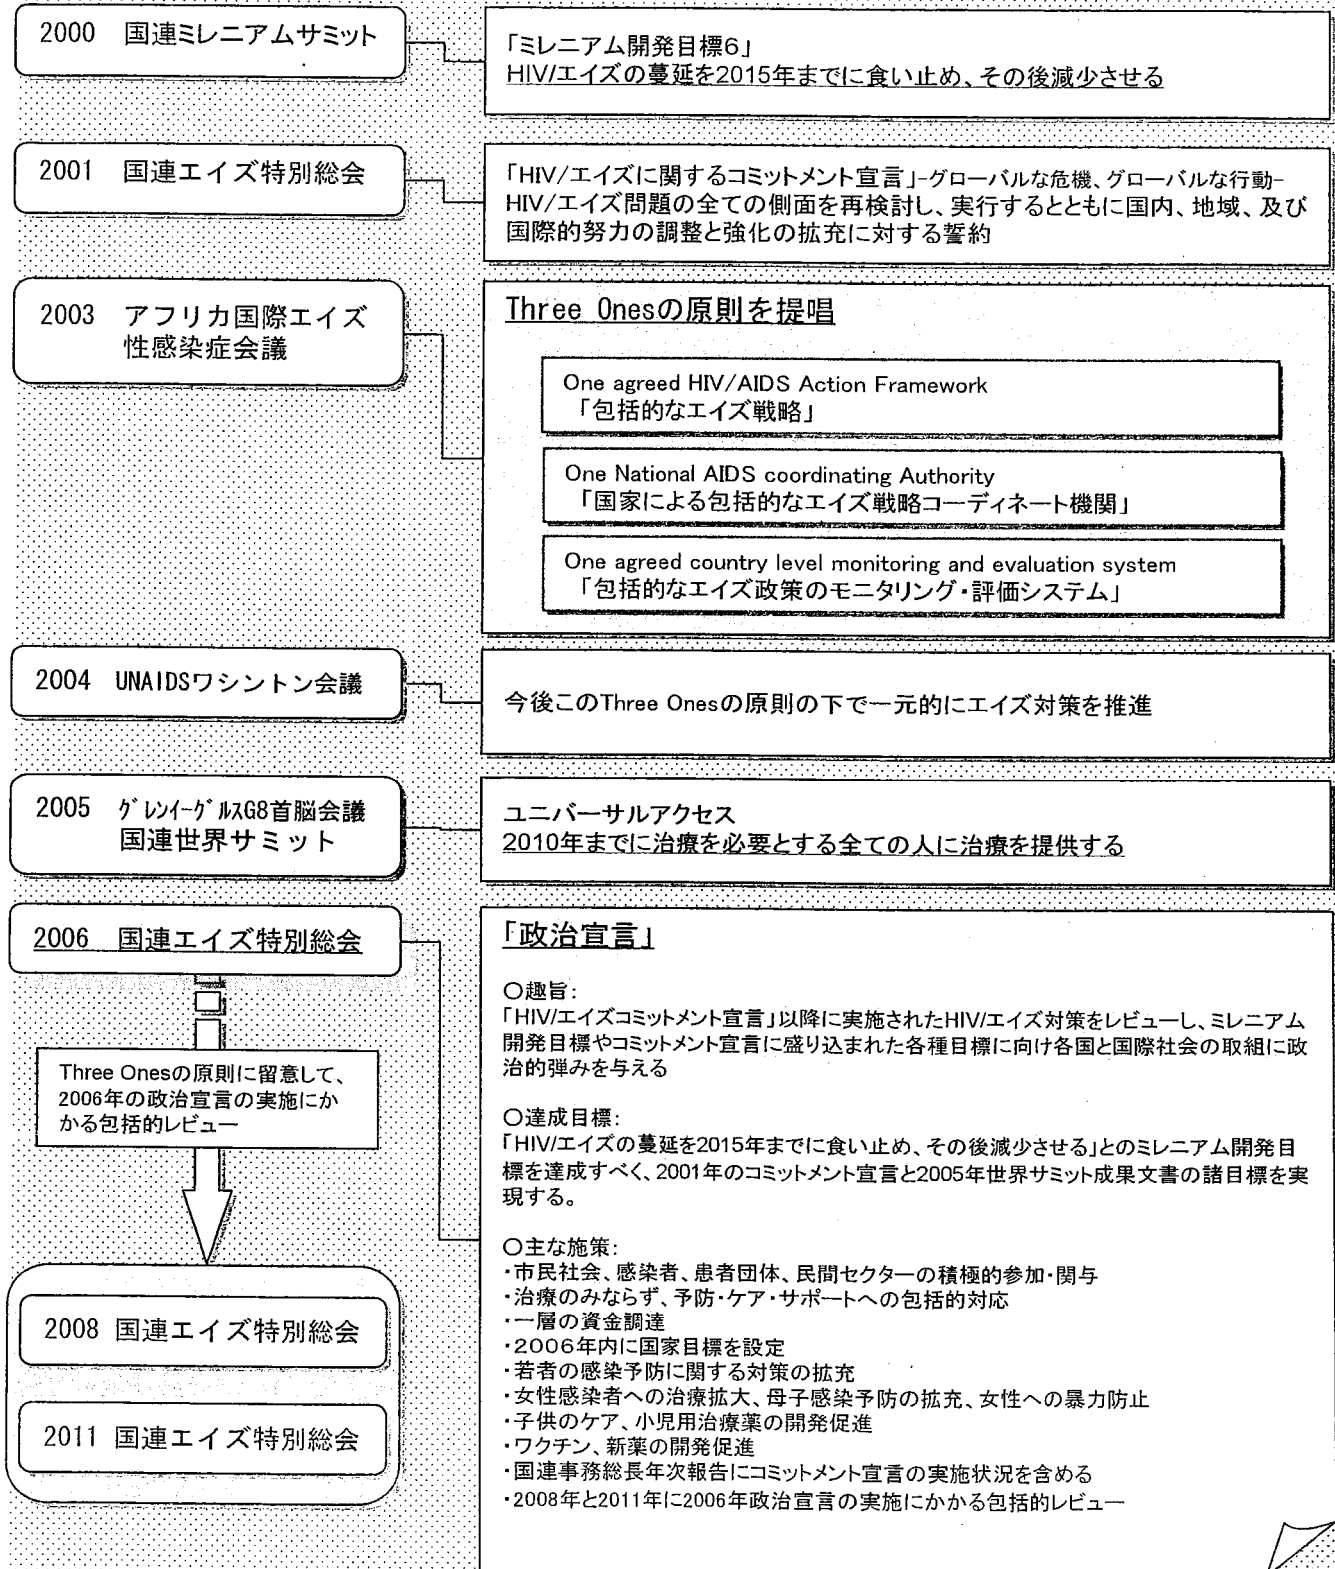 2000 国連ミレニアムサミット
「ミレニアム開発目標6」
HIV/エイズの蔓延を2015年までに食い止め、その後減少させる
2001 国連エイズ特別総会
「HIV/エイズに関するコミットメント宣言」-グローバルな危機、グローバルな行動-
HIV/エイズ問題の全ての側面を再検討し、実行するとともに国内、地域、及び
国際的努力の調整と強化の拡充に対する誓約
2003 アフリカ国際エイズ
性感染症会議
Three Onesの原則を提唱
One agreed HIV/AIDS Action Framework
「包括的なエイズ戦略」
One National AIDS coordinating Authority
「国家による包括的なエイズ戦略コーディネート機関」
One agreed country level monitoring and evaluation system
「包括的なエイズ政策のモニタリング・評価システム」
2004 UNAIDSワシントン会議
今後このThree Onesの原則の下で一元的にエイズ対策を推進
2005 グレンイーグルスG8首脳会議
国連世界サミット
ユニバーサルアクセス
2010年までに治療を必要とする全ての人に治療を提供する
2006 国連エイズ特別総会
Three Onesの原則に留意して、
2006年の政治宣言の実施にか
かる包括的レビュー
2008 国連エイズ特別総会
2011 国連エイズ特別総会
「政治宣言」
○趣旨:
「HIV/エイズコミットメント宣言」以降に実施されたHIV/エイズ対策をレビューし、ミレニアム
開発目標やコミットメント宣言に盛り込まれた各種目標に向け各国と国際社会の取組に政
治的弾みを与える
○達成目標:
「HIV/エイズの蔓延を2015年までに食い止め、その後減少させる」とのミレニアム開発目
標を達成すべく、2001年のコミットメント宣言と2005年世界サミット成果文書の諸目標を実
現する。
○主な施策:
・市民社会、感染者、患者団体、民間セクターの積極的参加・関与
・治療のみならず、予防・ケア・サポートへの包括的対応
・一層の資金調達
・2006年内に国家目標を設定
・若者の感染予防に関する対策の拡充
・女性感染者への治療拡大、母子感染予防の拡充、女性への暴力防止
・子供のケア、小児用治療薬の開発促進
・ワクチン、新薬の開発促進
・国連事務総長年次報告にコミットメント宣言の実施状況を含める
・2008年と2011年に2006年政治宣言の実施にかかる包括的レビュー